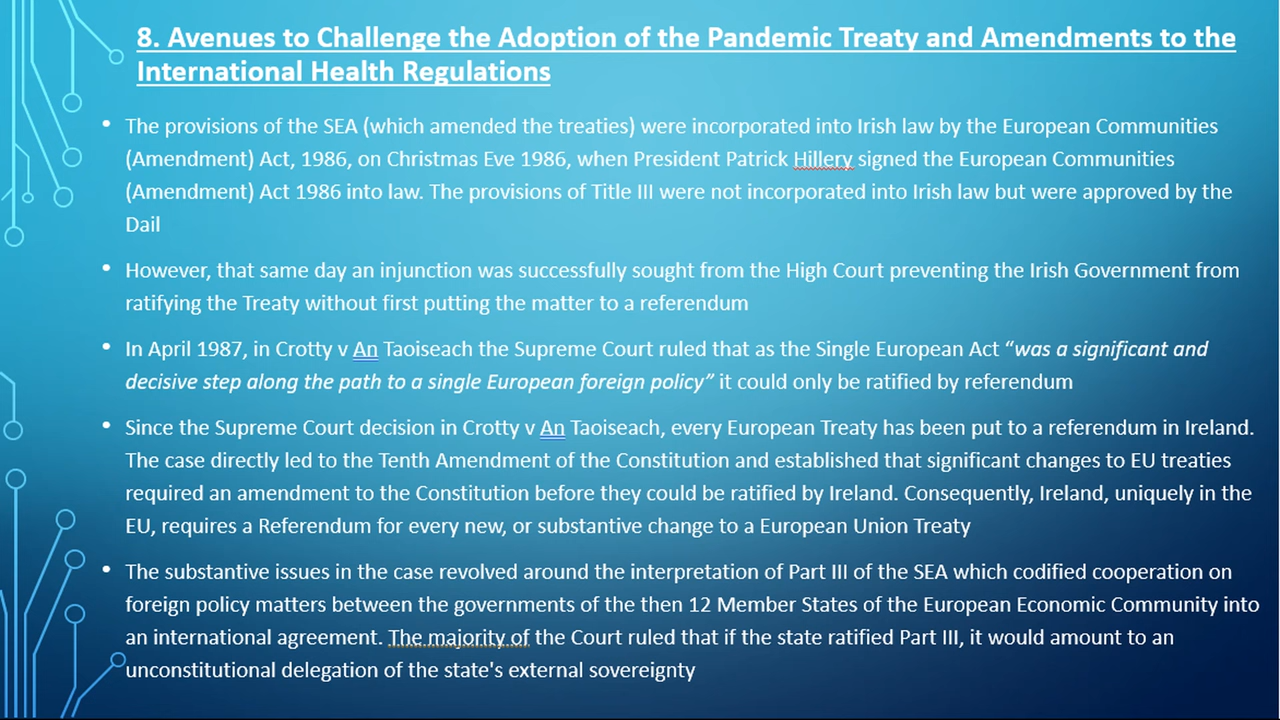 8. Avenues to Challenge the Adoption of the Pandemic Treaty and Amendments to the
International Health Regulations
• The provisions of the SEA (which amended the treaties) were incorporated into Irish law by the European Communities
(Amendment) Act, 1986, on Christmas Eve 1986, when President Patrick Hillery signed the European Communities
(Amendment) Act 1986 into law. The provisions of Title III were not incorporated into Irish law but were approved by the
Dail
• However, that same day an injunction was successfully sought from the High Court preventing the Irish Government from
ratifying the Treaty without first putting the matter to a referendum
• In April 1987, in Crotty v An Taoiseach the Supreme Court ruled that as the Single European Act “was a significant and
decisive step along the path to a single European foreign policy” it could only be ratified by referendum
• Since the Supreme Court decision in Crotty v An Taoiseach, every European Treaty has been put to a referendum in Ireland.
The case directly led to the Tenth Amendment of the Constitution and established that significant changes to EU treaties
required an amendment to the Constitution before they could be ratified by Ireland. Consequently, Ireland, uniquely in the
EU, requires a Referendum for every new, or substantive change to a European Union Treaty
• The substantive issues in the case revolved around the interpretation of Part III of the SEA which codified cooperation on
foreign policy matters between the governments of the then 12 Member States of the European Economic Community into
an international agreement. The majority of the Court ruled that if the state ratified Part III, it would amount to an
unconstitutional delegation of the state's external sovereignty